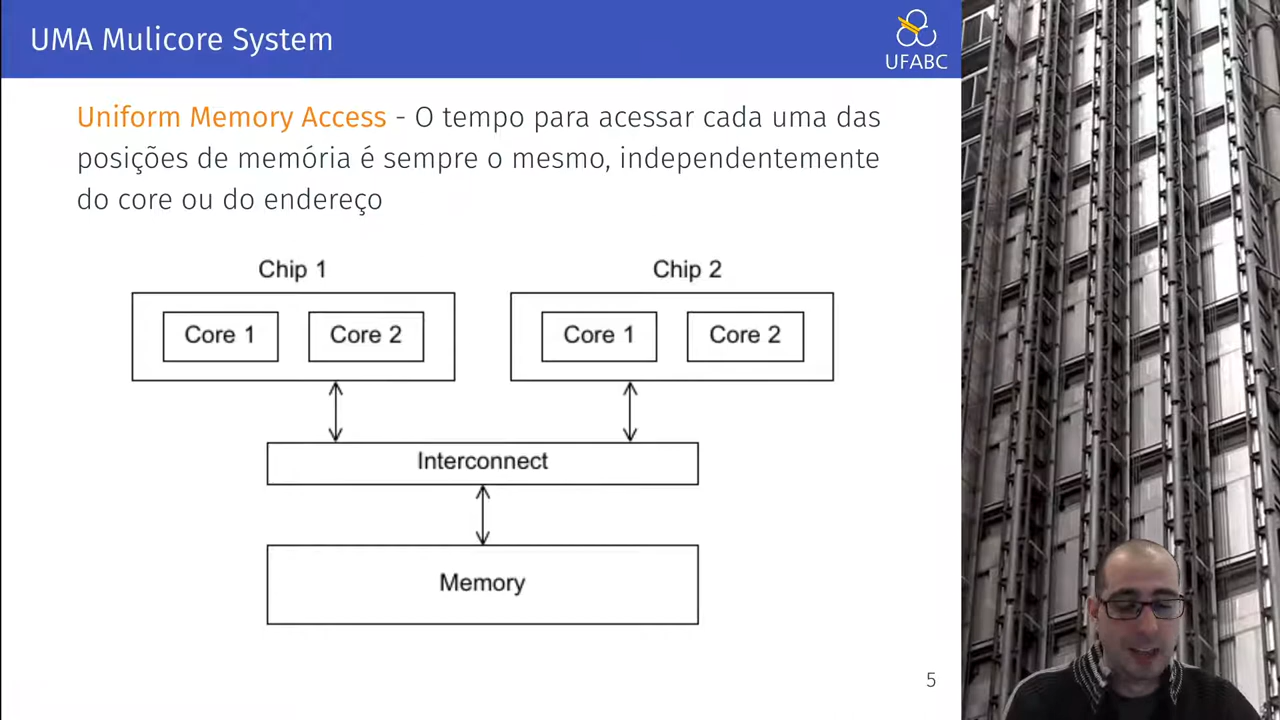 UMA Mulicore System
UFABC
Uniform Memory Access - O tempo para acessar cada uma das
posições de memória é sempre o mesmo, independentemente
do core ou do endereço
Chip 1
Chip 2
Core 1
Core 2
Core 1
Core 2
Interconnect
Memory
5